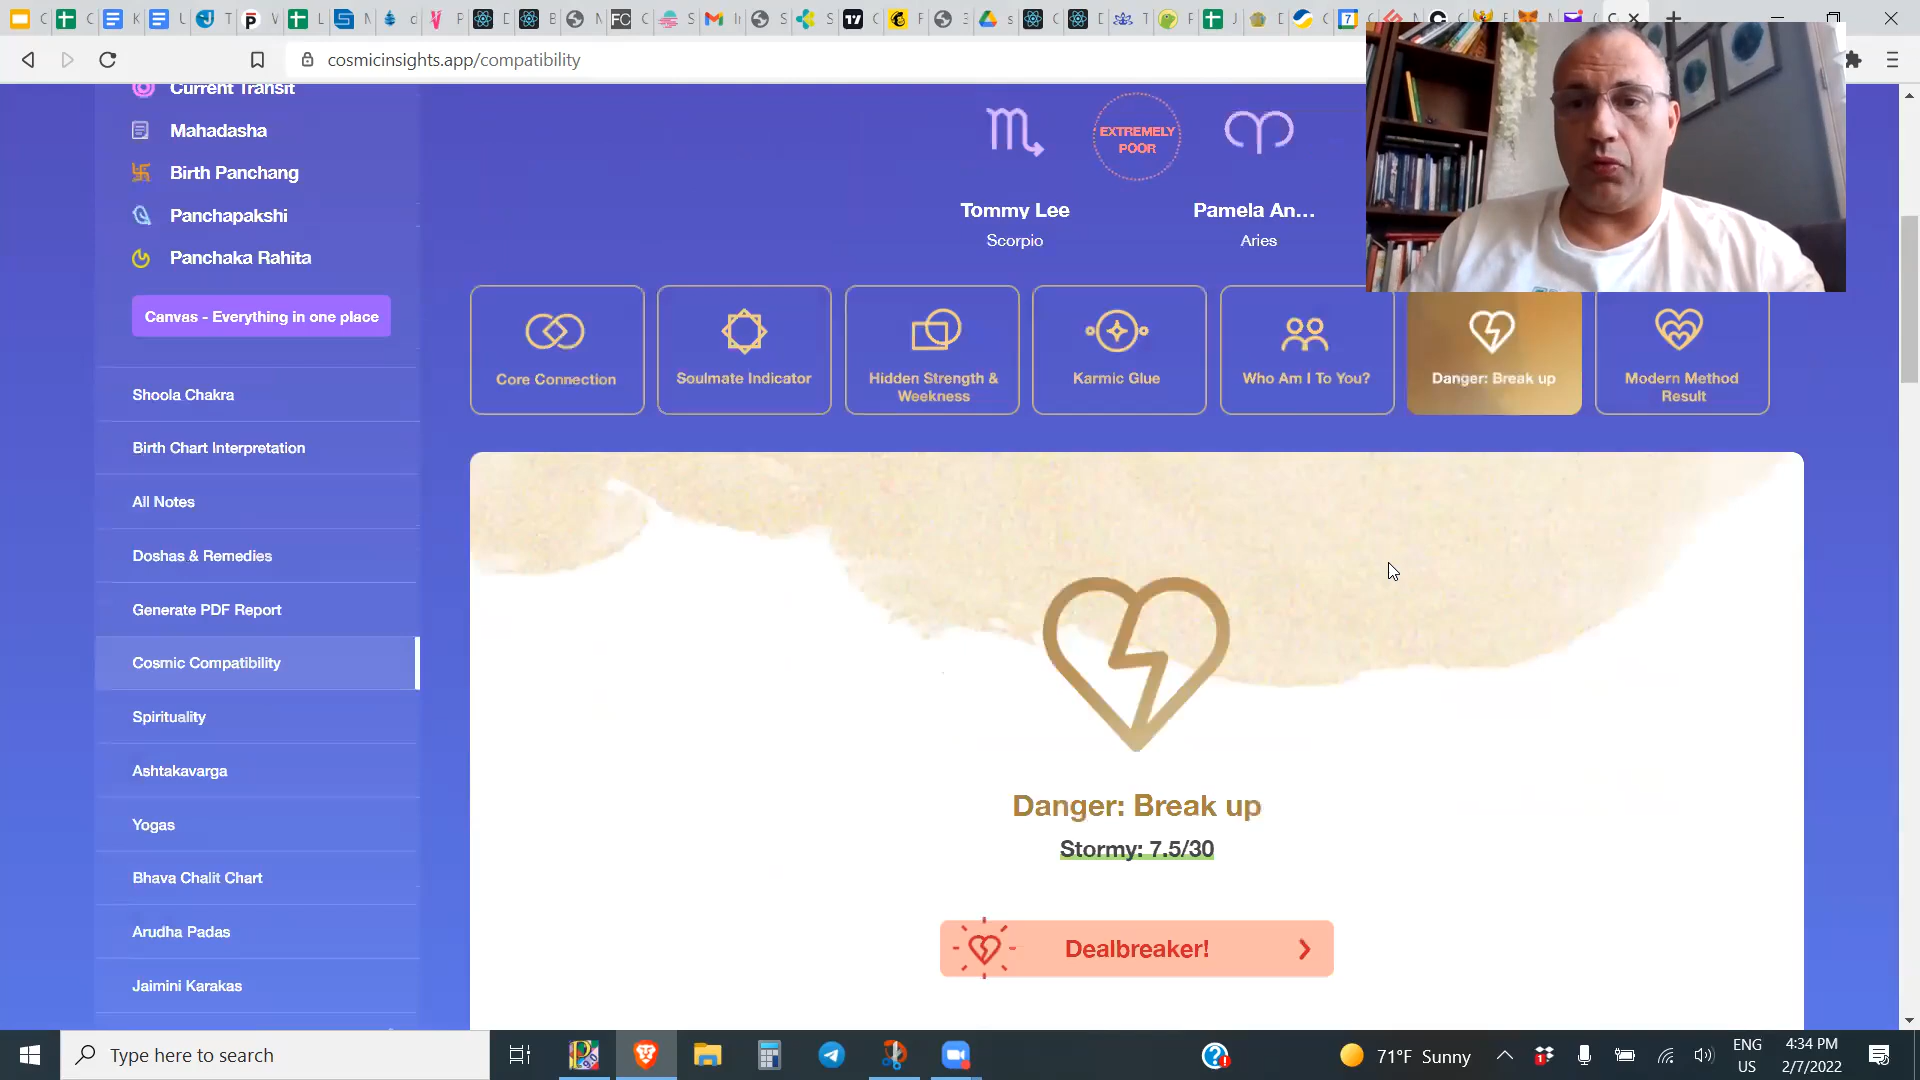 cosmicinsights.app/compatibility
Current Transit
Mahadasha
Birth Panchang
Panchapakshi
Panchaka Rahita
Canvas - Everything in one place
Shoola Chakra
Birth Chart Interpretation
All Notes
Doshas & Remedies
Generate PDF Report
Cosmic Compatibility
Spirituality
Ashtakavarga
Yogas
Bhava Chalit Chart
Arudha Padas
Jaimini Karakas
EXTREMELY
POOR
Tommy Lee
Pamela An...
Scorpio
Aries
Core Connection
Soulmate Indicator
Hidden Strength &
Weekness
Karmic Glue
Who Am I To You?
Danger: Break up
Modern Method
Result
Danger: Break up
Stormy: 7.5/30
Dealbreaker!
Type here to search
71°F Sunny
ENG
US
4:34 PM
2/7/2022